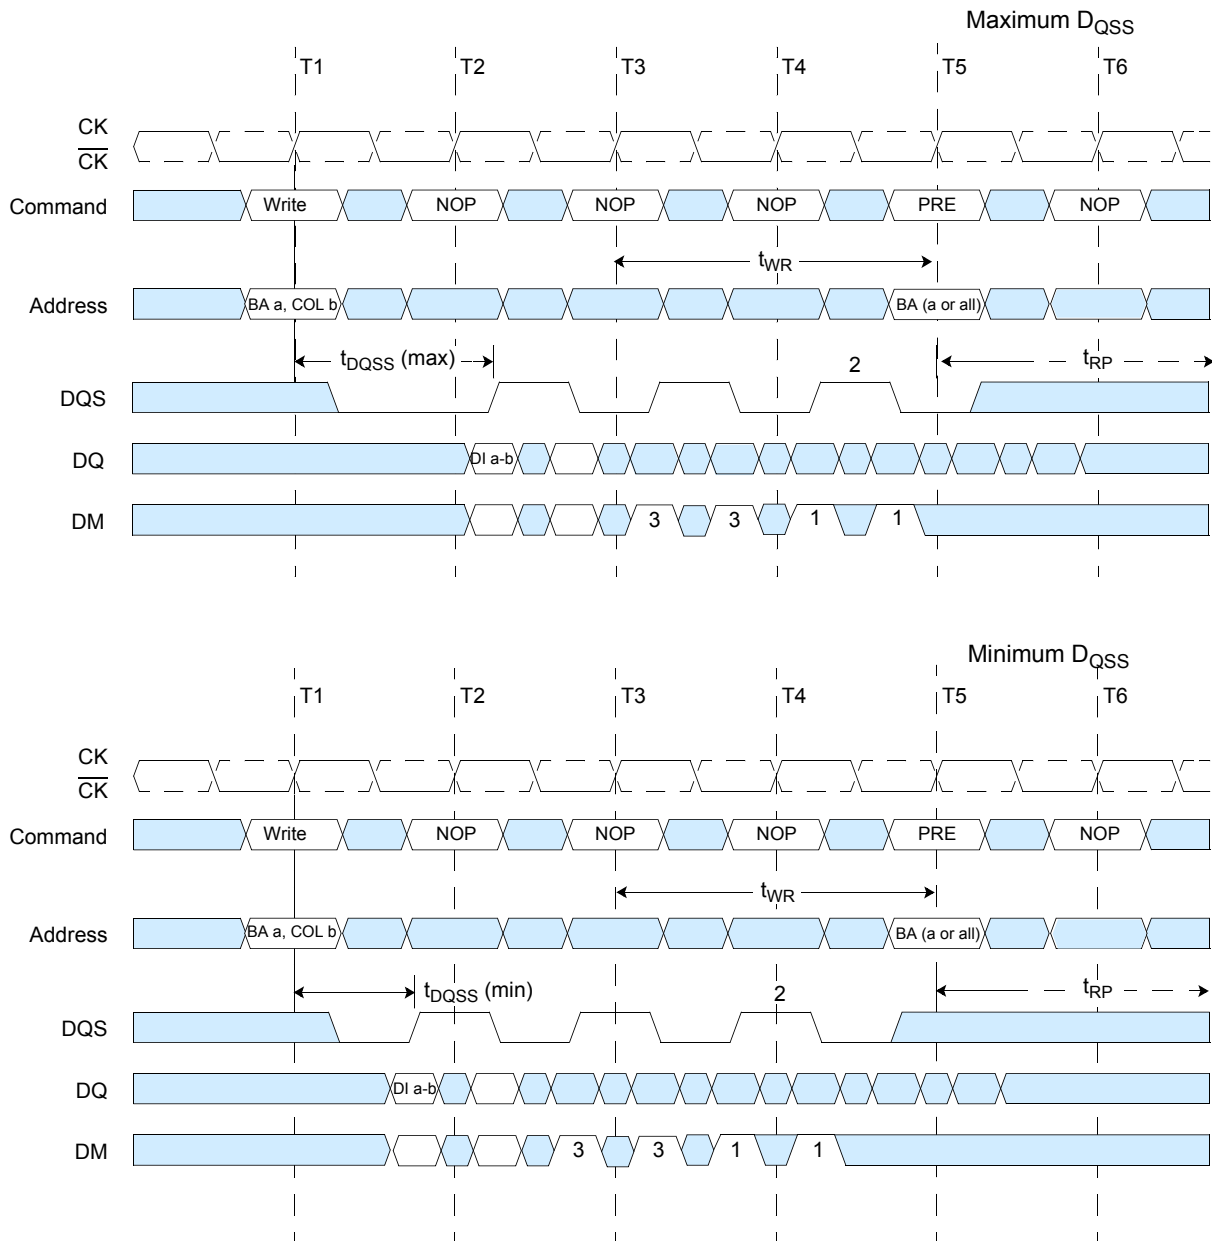 Maximum DQSS
T1 T2 T3 T4 T5 T6
CK
CK
Command Write NOP NOP NOP PRE NOP
tWR
Address BA a, COL b BA (a or all)
tDQSS (max) 2 tRP
DQS
DQ DI a-b
DM 3 3 1 1
Minimum DQSS
T1 T2 T3 T4 T5 T6
CK
CK
Command Write NOP NOP NOP PRE NOP
tWR
Address BA a, COL b BA (a or all)
tDQSS (min) 2 tRP
DQS
DQ DI a-b
DM 3 3 1 1